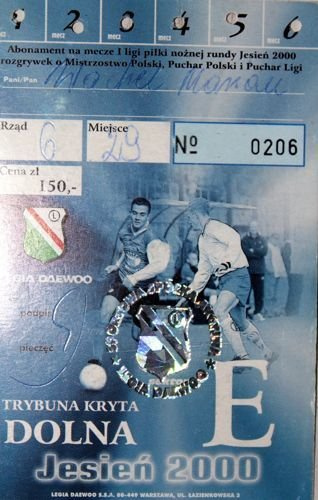 1 2 3 4 5 6
mecz mecz mecz mecz mecz
Abonament na mecze I ligi piłki nożnej rundy Jesień 2000
rozgrywek o Mistrzostwo Polski, Puchar Polski i Puchar Ligi
Pani/Pan
Rząd 6 Miejsce 29 Nº 0206
Cena zł
150,-
L
LEGIA DAEWOO
podpis
pieczęć
LEGIA DAEWOO
TRYBUNA KRYTA
DOLNA E
Jesień 2000
LEGIA DAEWOO S.S.A. 00-449 WARSZAWA, UL. ŁAZIENKOWSKA 3